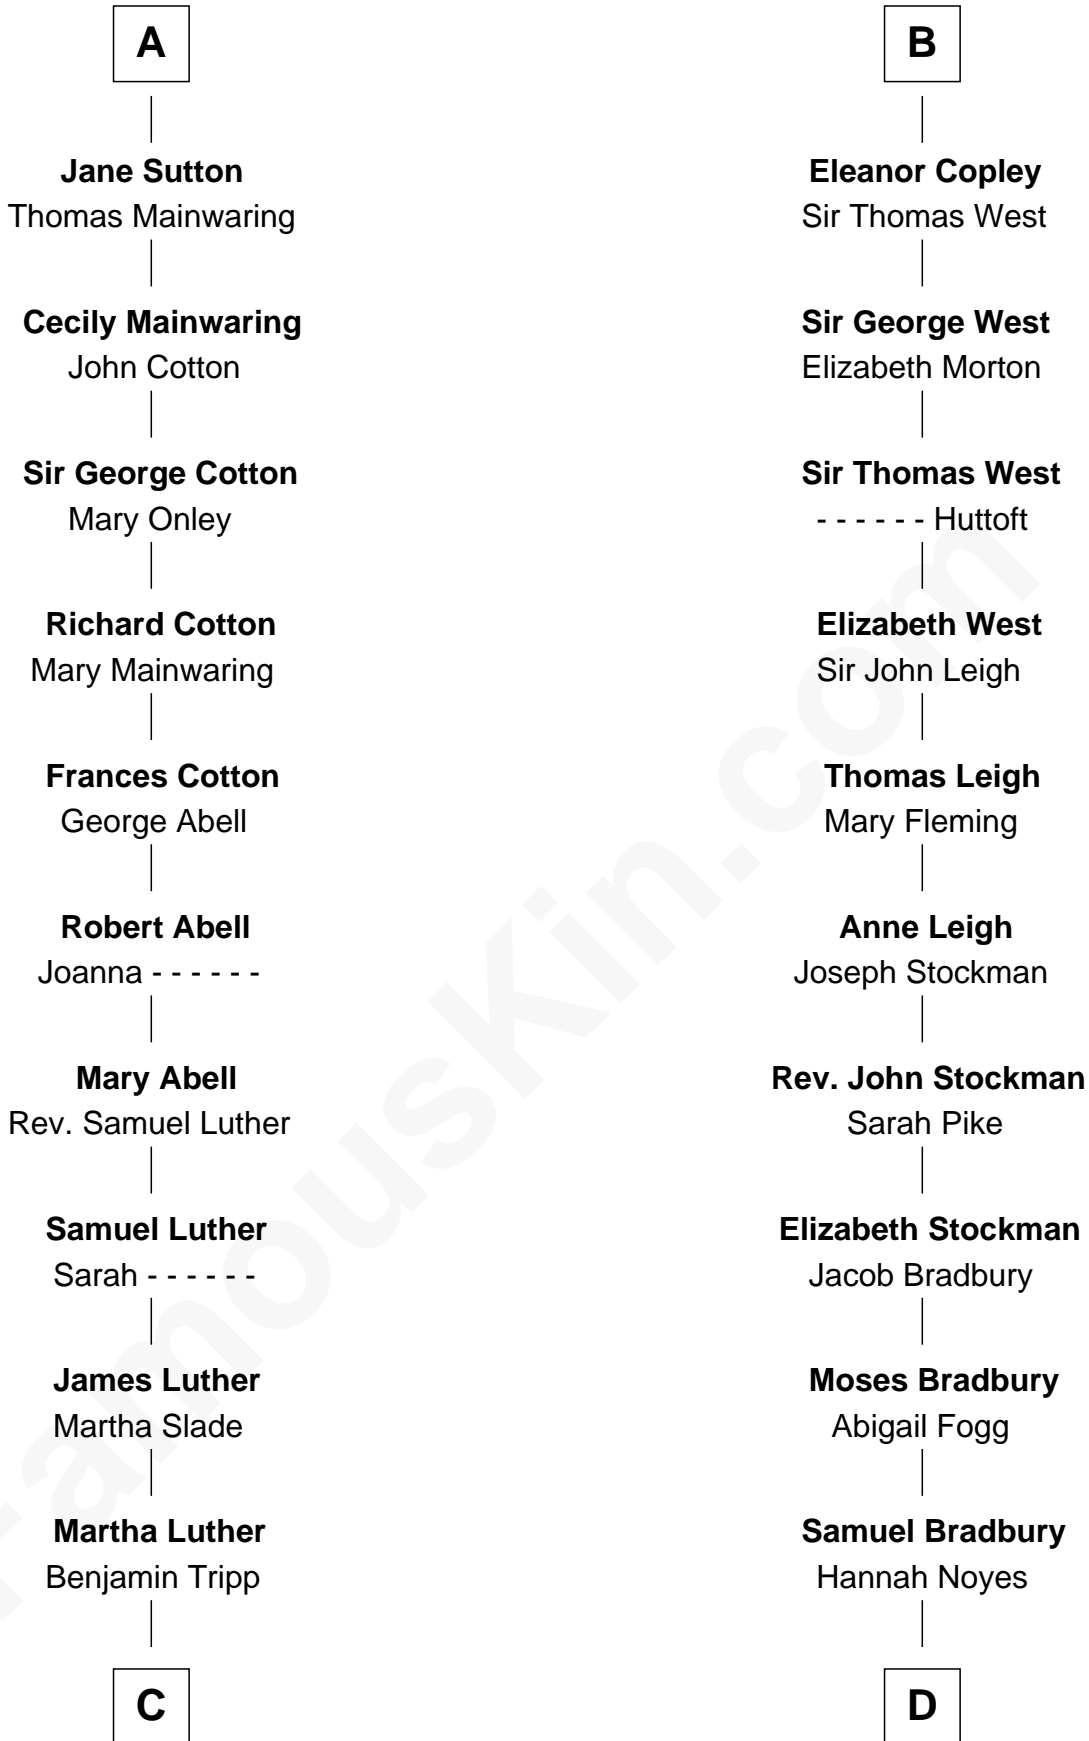 A
Jane Sutton
Thomas Mainwaring
Cecily Mainwaring
John Cotton
Sir George Cotton
Mary Onley
Richard Cotton
Mary Mainwaring
Frances Cotton
George Abell
Robert Abell
Joanna - - - - - -
Mary Abell
Rev. Samuel Luther
Samuel Luther
Sarah - - - - - -
James Luther
Martha Slade
Martha Luther
Benjamin Tripp
C
B
Eleanor Copley
Sir Thomas West
Sir George West
Elizabeth Morton
Sir Thomas West
- - - - - - Huttoft
Elizabeth West
Sir John Leigh
Thomas Leigh
Mary Fleming
Anne Leigh
Joseph Stockman
Rev. John Stockman
Sarah Pike
Elizabeth Stockman
Jacob Bradbury
Moses Bradbury
Abigail Fogg
Samuel Bradbury
Hannah Noyes
D
FamousKin.com